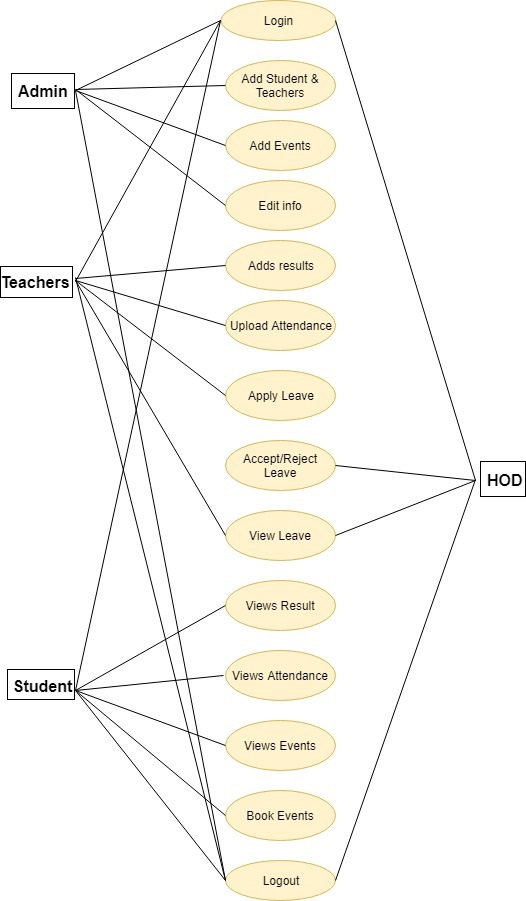 Login
Admin
Add Student &
Teachers
Add Events
Edit info
Teachers
Adds results
Upload Attendance
Apply Leave
Accept/Reject
Leave
HOD
View Leave
Views Result
Student
Views Attendance
Views Events
Book Events
Logout